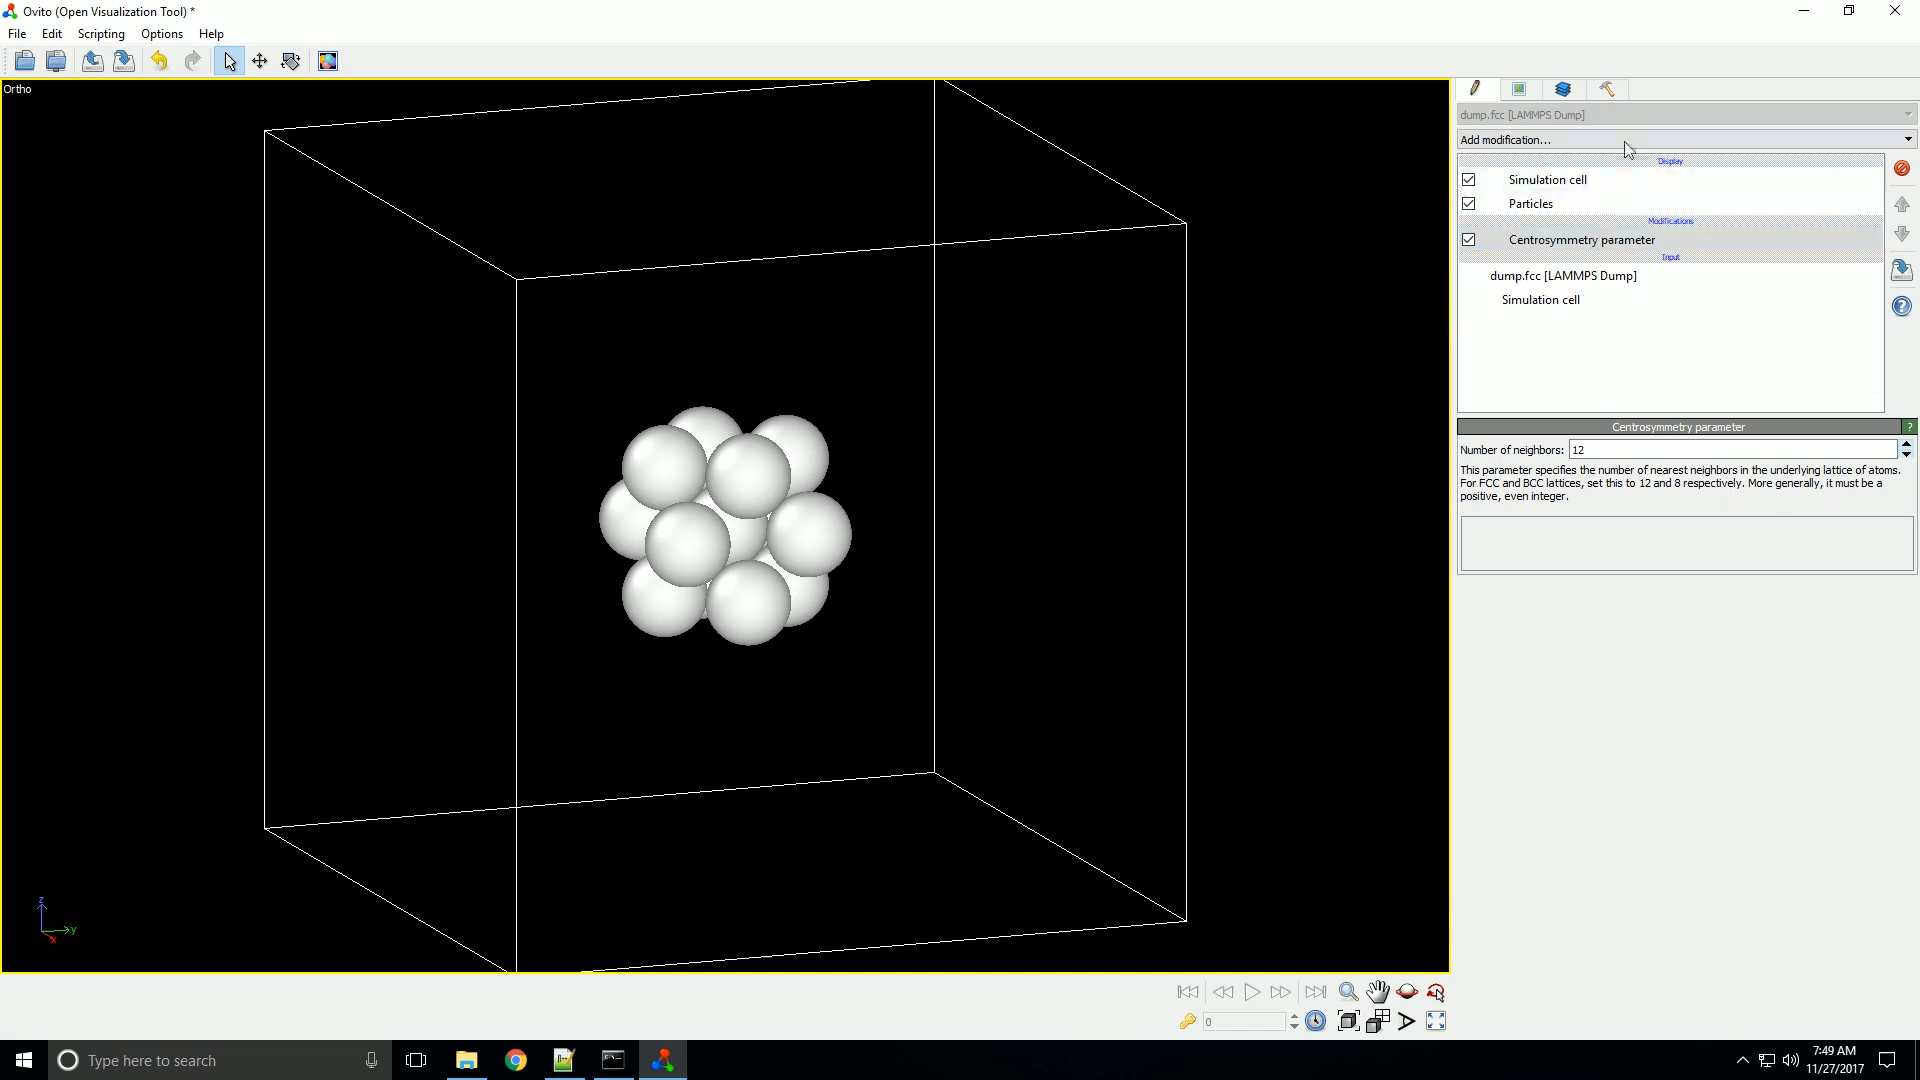 Ovito (Open Visualization Tool) *
File Edit Scripting Options Help
Ortho
dump.fcc [LAMMPS Dump]
Add modification...
Display
Simulation cell
Particles
Modifications
Centrosymmetry parameter
Input
dump.fcc [LAMMPS Dump]
Simulation cell
Centrosymmetry parameter ?
Number of neighbors: 12
This parameter specifies the number of nearest neighbors in the underlying lattice of atoms.
For FCC and BCC lattices, set this to 12 and 8 respectively. More generally, it must be a
positive, even integer.
z
y
x
0
Type here to search
7:49 AM
11/27/2017